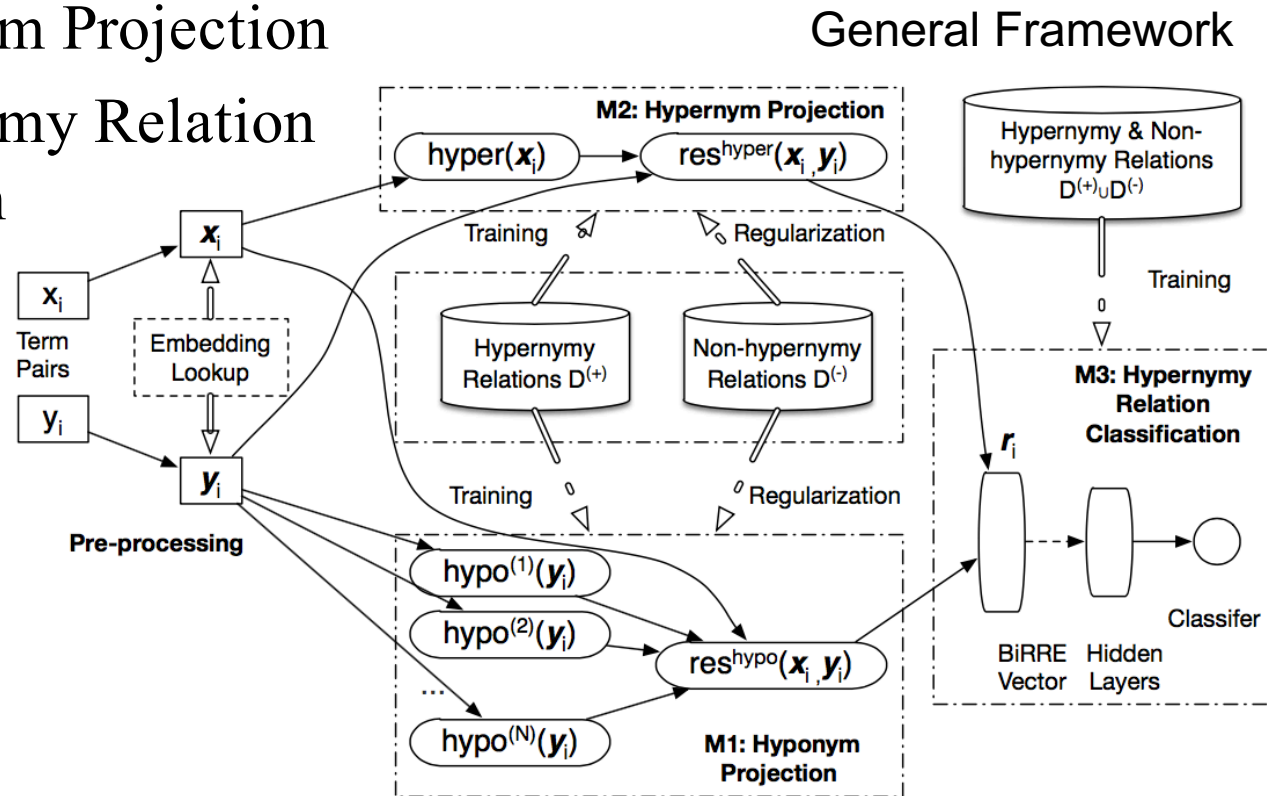 m Projection
General Framework
my Relation
n
M2: Hypernym Projection
hyper(xᵢ)
resʰʸᵖᵉʳ(xᵢ,yᵢ)
Hypernymy & Non-
hypernymy Relations
D⁽⁺⁾∪D⁽⁻⁾
Training
Regularization
Training
xᵢ
xᵢ
Term
Pairs
Embedding
Lookup
yᵢ
yᵢ
Pre-processing
Hypernymy
Relations D⁽⁺⁾
Non-hypernymy
Relations D⁽⁻⁾
Training
Regularization
M3: Hypernymy
Relation
Classification
rᵢ
hypo⁽¹⁾(yᵢ)
hypo⁽²⁾(yᵢ)
...
hypo⁽ᴺ⁾(yᵢ)
resʰʸᵖᵒ(xᵢ,yᵢ)
M1: Hyponym
Projection
BiRRE
Vector
Hidden
Layers
Classifer